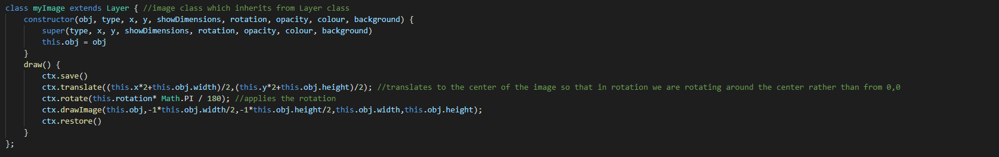 class myImage extends Layer { //image class which inherits from Layer class
    constructor(obj, type, x, y, showDimensions, rotation, opacity, colour, background) {
        super(type, x, y, showDimensions, rotation, opacity, colour, background)
        this.obj = obj
    }
    draw() {
        ctx.save()
        ctx.translate((this.x*2+this.obj.width)/2,(this.y*2+this.obj.height)/2); //translates to the center of the image so that in rotation we are rotating around the center rather than from 0,0
        ctx.rotate(this.rotation* Math.PI / 180); //applies the rotation
        ctx.drawImage(this.obj,-1*this.obj.width/2,-1*this.obj.height/2,this.obj.width,this.obj.height);
        ctx.restore()
    }
};